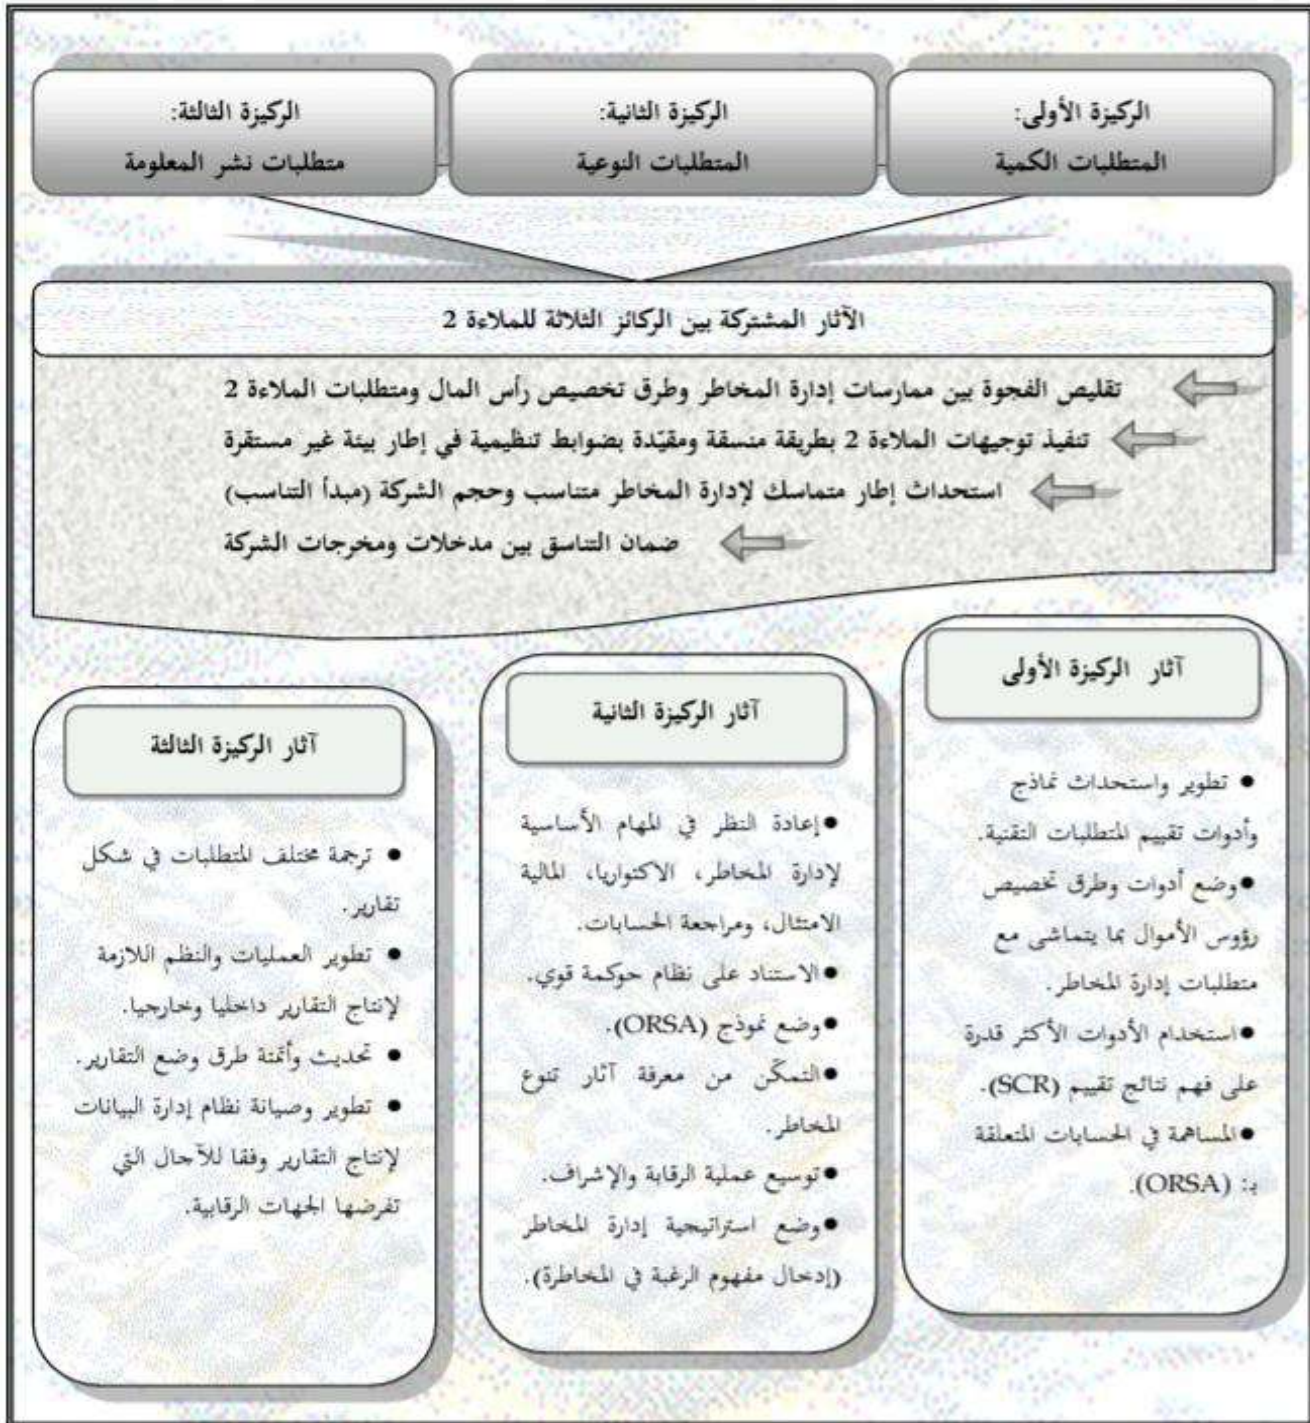 الركيزة الأولى:
المتطلبات الكمية
الركيزة الثانية:
المتطلبات النوعية
الركيزة الثالثة:
متطلبات نشر المعلومة
الآثار المشتركة بين الركائز الثلاثة للملاءة 2
تقليص الفجوة بين ممارسات إدارة المخاطر وطرق تخصيص رأس المال ومتطلبات الملاءة 2
تنفيذ توجيهات الملاءة 2 بطريقة منسقة ومقيّدة بضوابط تنظيمية في إطار بيئة غير مستقرة
استحداث إطار متماسك لإدارة المخاطر متناسب وحجم الشركة (مبدأ التناسب)
ضمان التناسق بين مدخلات ومخرجات الشركة
آثار الركيزة الأولى
● تطوير واستحداث نماذج
وأدوات تقييم المتطلبات التقنية.
●وضع أدوات وطرق تخصيص
رؤوس الأموال بما يتماشى مع
متطلبات إدارة المخاطر.
●استخدام الأدوات الأكثر قدرة
على فهم نتائج تقييم (SCR).
●المساهمة في الحسابات المتعلقة
بـ: (ORSA).
آثار الركيزة الثانية
●إعادة النظر في المهام الأساسية
لإدارة المخاطر، الاكتواريا، المالية
الامتثال، ومراجعة الحسابات.
●الاستناد على نظام حوكمة قوي.
●وضع نموذج (ORSA).
●التمكّن من معرفة آثار تنوع
المخاطر.
●توسيع عملية الرقابة والإشراف.
●وضع استراتيجية إدارة المخاطر
(إدخال مفهوم الرغبة في المخاطرة).
آثار الركيزة الثالثة
● ترجمة مختلف المتطلبات في شكل
تقارير.
● تطوير العمليات والنظم اللازمة
لإنتاج التقارير داخليا وخارجيا.
● تحديث وأتمتة طرق وضع التقارير.
● تطوير وصيانة نظام إدارة البيانات
لإنتاج التقارير وفقا للآجال التي
تفرضها الجهات الرقابية.